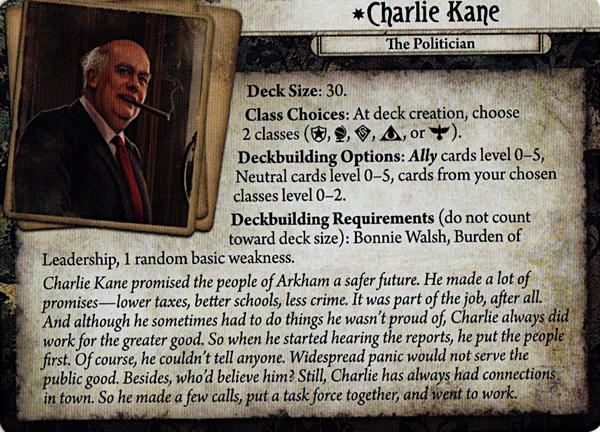 Charlie Kane
The Politician
Deck Size: 30.
Class Choices: At deck creation, choose
2 classes ( , , , , or ).
Deckbuilding Options: Ally cards level 0–5,
Neutral cards level 0–5, cards from your chosen
classes level 0–2.
Deckbuilding Requirements (do not count
toward deck size): Bonnie Walsh, Burden of
Leadership, 1 random basic weakness.
Charlie Kane promised the people of Arkham a safer future. He made a lot of
promises—lower taxes, better schools, less crime. It was part of the job, after all.
And although he sometimes had to do things he wasn't proud of, Charlie always did
work for the greater good. So when he started hearing the reports, he put the people
first. Of course, he couldn't tell anyone. Widespread panic would not serve the
public good. Besides, who'd believe him? Still, Charlie has always had connections
in town. So he made a few calls, put a task force together, and went to work.